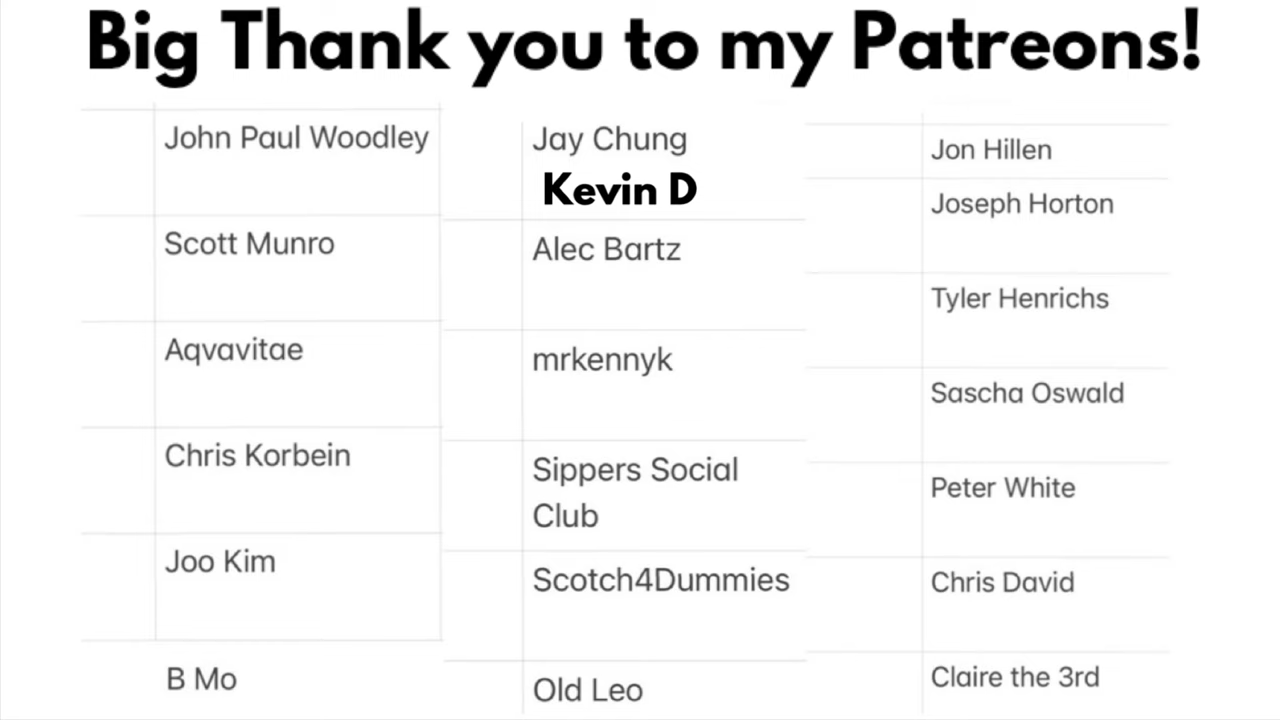 Big Thank you to my Patreons!
John Paul Woodley
Scott Munro
Aqvavitae
Chris Korbein
Joo Kim
B Mo
Jay Chung
Kevin D
Alec Bartz
mrkennyk
Sippers Social
Club
Scotch4Dummies
Old Leo
Jon Hillen
Joseph Horton
Tyler Henrichs
Sascha Oswald
Peter White
Chris David
Claire the 3rd